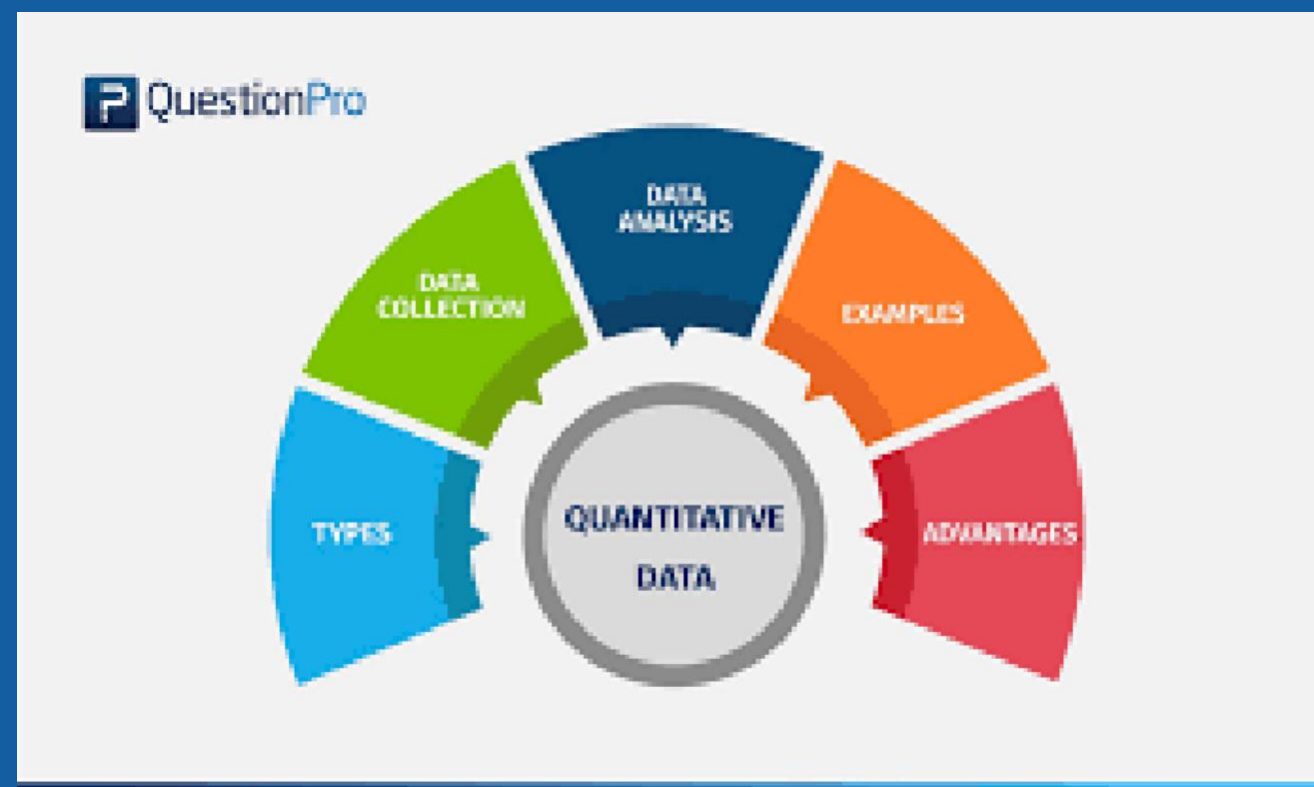 QuestionPro
DATA
ANALYSIS
DATA
COLLECTION
EXAMPLES
TYPES
QUANTITATIVE
DATA
ADVANTAGES